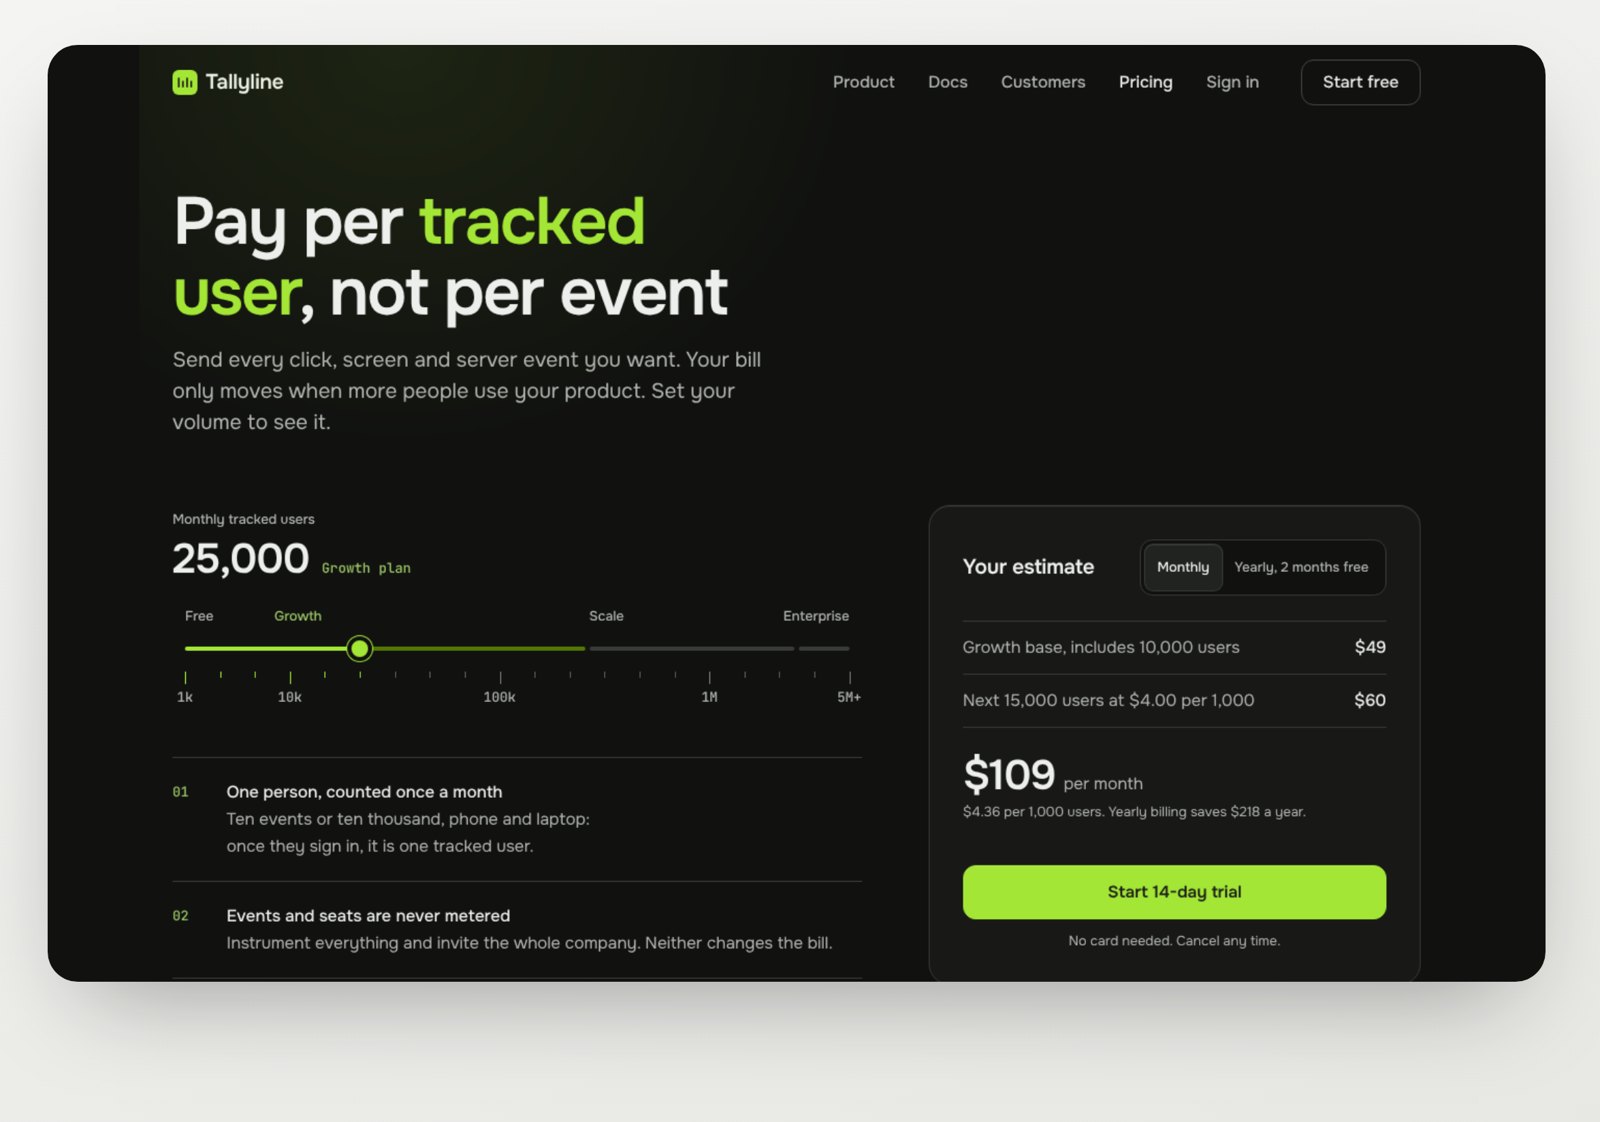 Tallyline
Product Docs Customers Pricing Sign in Start free
Pay per tracked
user, not per event
Send every click, screen and server event you want. Your bill
only moves when more people use your product. Set your
volume to see it.
Monthly tracked users
25,000 Growth plan
Free Growth Scale Enterprise
1k 10k 100k 1M 5M+
01 One person, counted once a month
Ten events or ten thousand, phone and laptop:
once they sign in, it is one tracked user.
02 Events and seats are never metered
Instrument everything and invite the whole company. Neither changes the bill.
Your estimate Monthly Yearly, 2 months free
Growth base, includes 10,000 users $49
Next 15,000 users at $4.00 per 1,000 $60
$109 per month
$4.36 per 1,000 users. Yearly billing saves $218 a year.
Start 14-day trial
No card needed. Cancel any time.